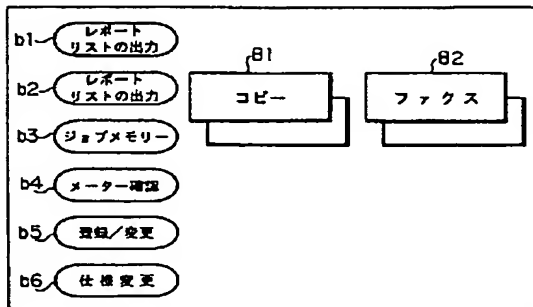 b1
レポート
リストの出力
b2
レポート
リストの出力
b3
ジョブメモリー
b4
メーター確認
b5
登録／変更
b6
仕様変更
B1
コピー
B2
ファクス